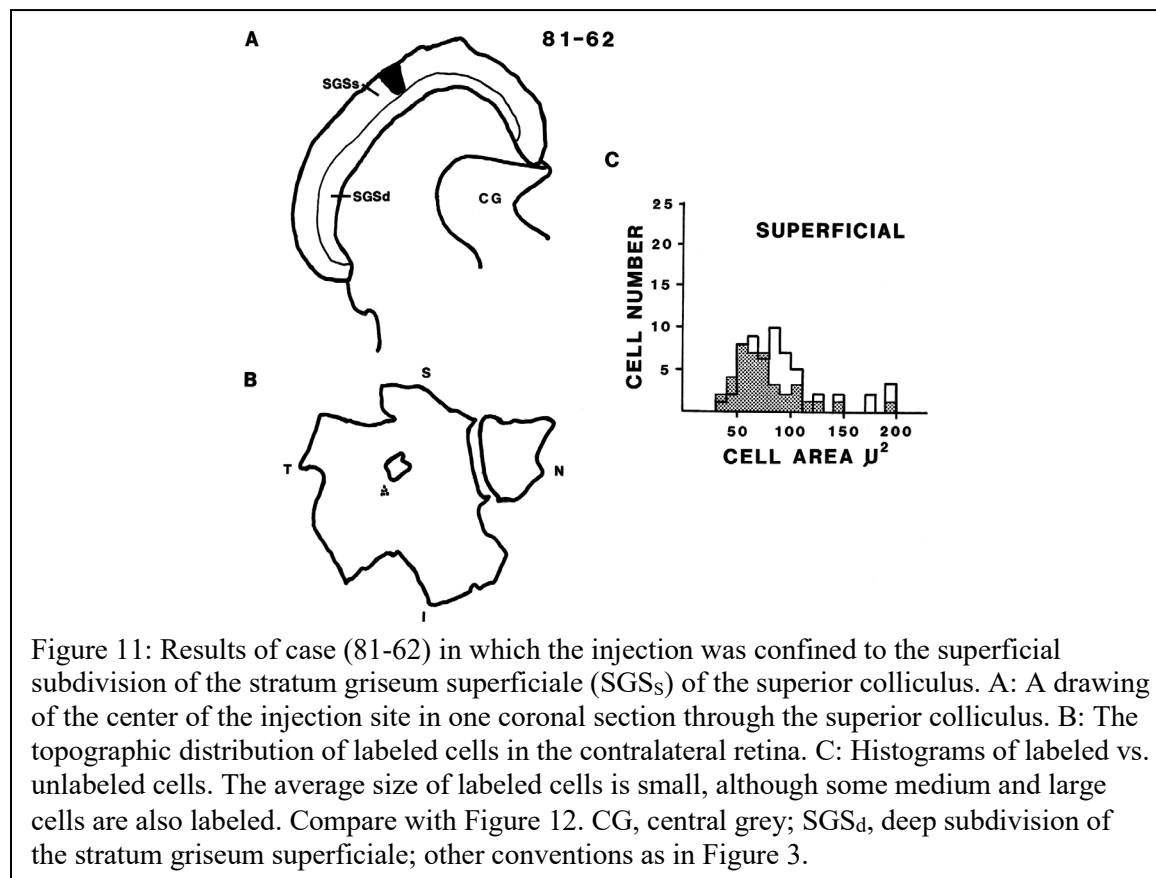 A
81-62
SGSs
SGSd
CG
C
25
20
15
10
5
CELL NUMBER
SUPERFICIAL
50 100 150 200
CELL AREA μ²
B
S
T
N
I
Figure 11: Results of case (81-62) in which the injection was confined to the superficial
subdivision of the stratum griseum superficiale (SGSS) of the superior colliculus. A: A drawing
of the center of the injection site in one coronal section through the superior colliculus. B: The
topographic distribution of labeled cells in the contralateral retina. C: Histograms of labeled vs.
unlabeled cells. The average size of labeled cells is small, although some medium and large
cells are also labeled. Compare with Figure 12. CG, central grey; SGSd, deep subdivision of
the stratum griseum superficiale; other conventions as in Figure 3.